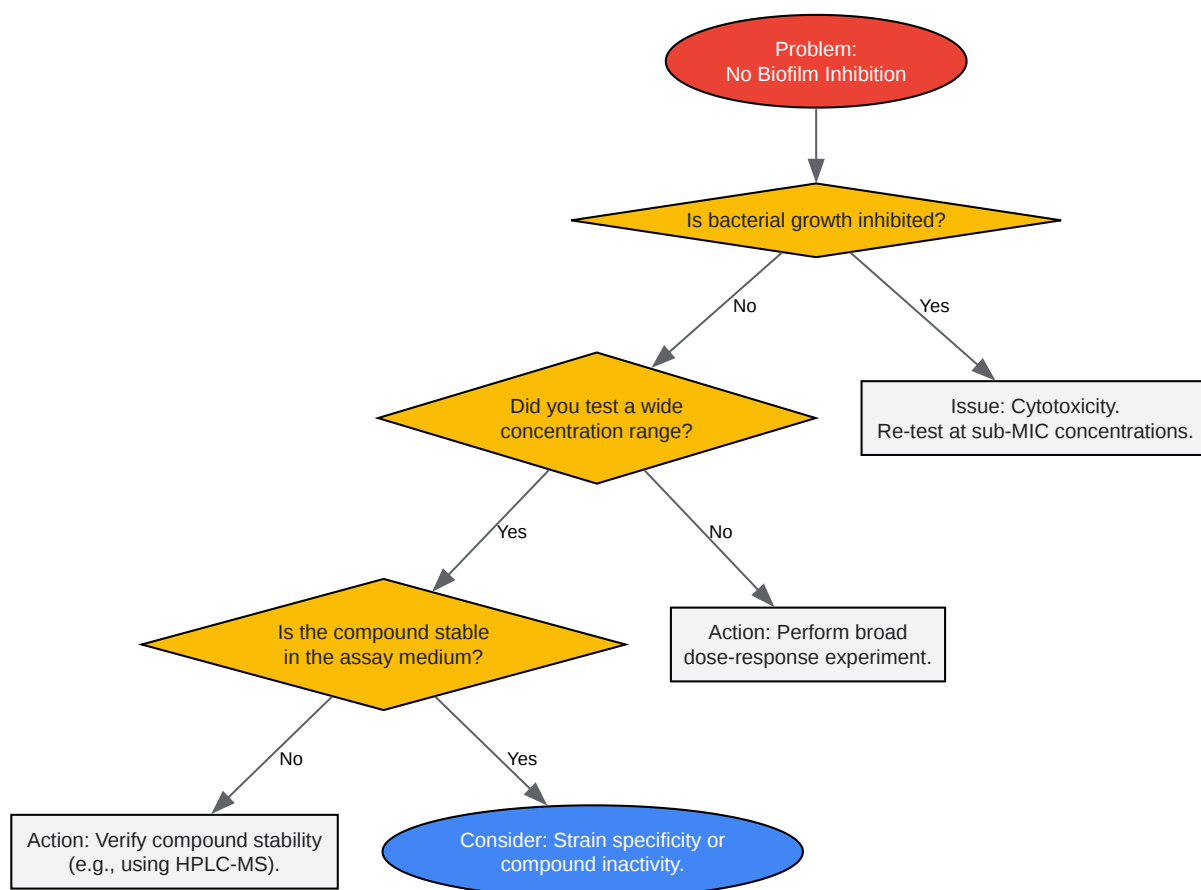 Problem:
No Biofilm Inhibition
Is bacterial growth inhibited?
No
Yes
Did you test a wide
concentration range?
Issue: Cytotoxicity.
Re-test at sub-MIC concentrations.
Yes
No
Is the compound stable
in the assay medium?
Action: Perform broad
dose-response experiment.
No
Yes
Action: Verify compound stability
(e.g., using HPLC-MS).
Consider: Strain specificity or
compound inactivity.